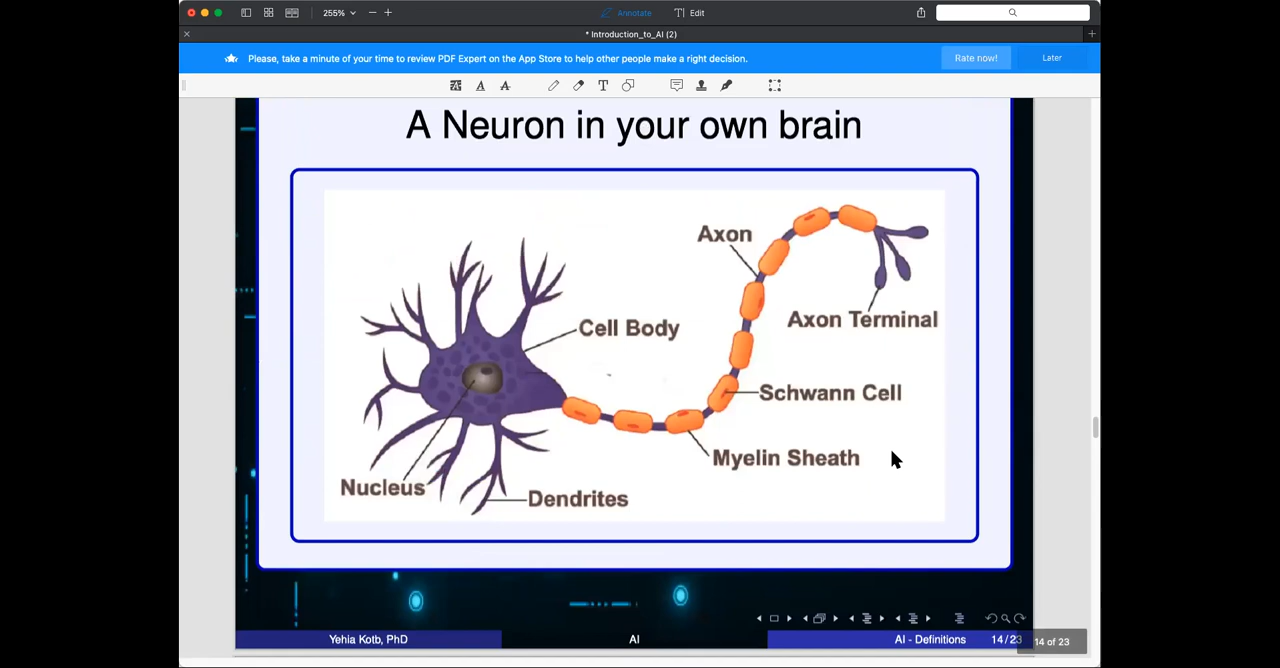 255%
Annotate
Edit
* Introduction_to_AI (2)
Please, take a minute of your time to review PDF Expert on the App Store to help other people make a right decision.
Rate now!
Later
A Neuron in your own brain
Axon
Axon Terminal
Cell Body
Schwann Cell
Myelin Sheath
Nucleus
Dendrites
Yehia Kotb, PhD
AI
AI - Definitions
14/23
14 of 23